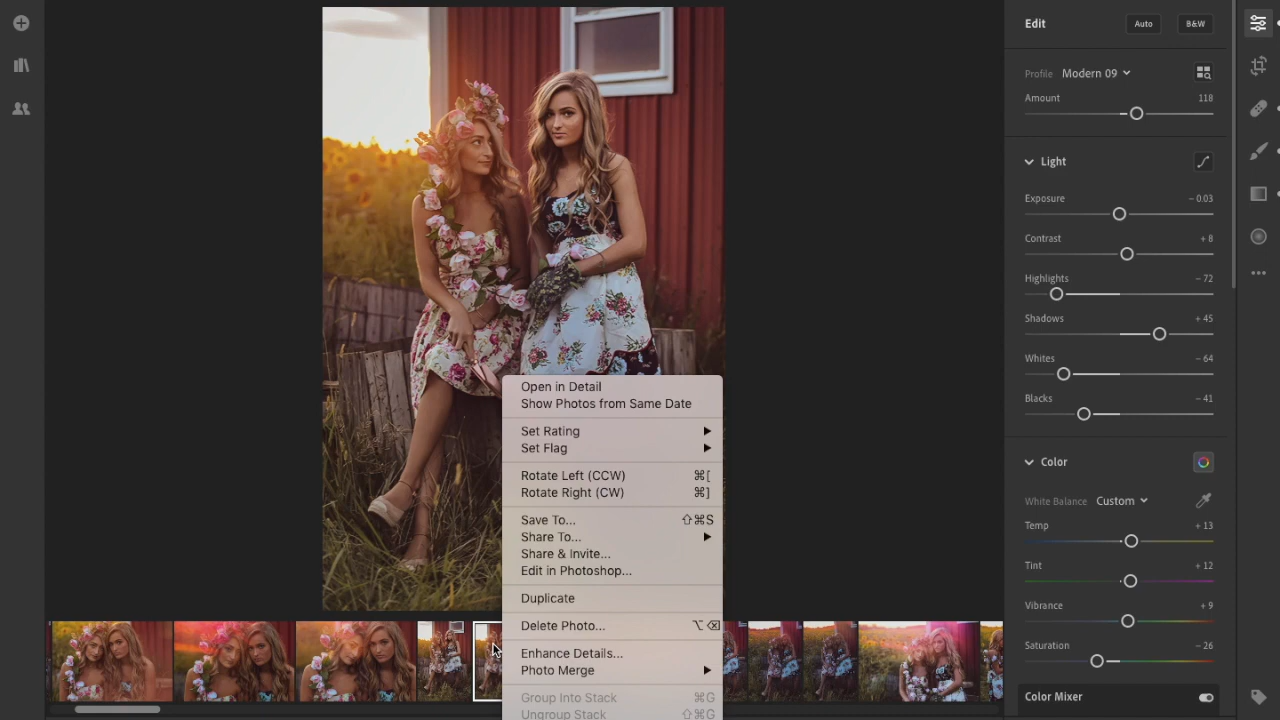 Edit Auto B&W
Profile Modern 09
Amount 118
Light
Exposure − 0.03
Contrast + 8
Highlights − 72
Shadows + 45
Whites − 64
Blacks − 41
Color
White Balance Custom
Temp + 13
Tint + 12
Vibrance + 9
Saturation − 26
Color Mixer
Open in Detail
Show Photos from Same Date
Set Rating
Set Flag
Rotate Left (CCW) ⌘[
Rotate Right (CW) ⌘]
Save To... ⇧⌘S
Share To...
Share & Invite...
Edit in Photoshop...
Duplicate
Delete Photo... ⌥⌫
Enhance Details...
Photo Merge
Group Into Stack ⌘G
Ungroup Stack ⇧⌘G